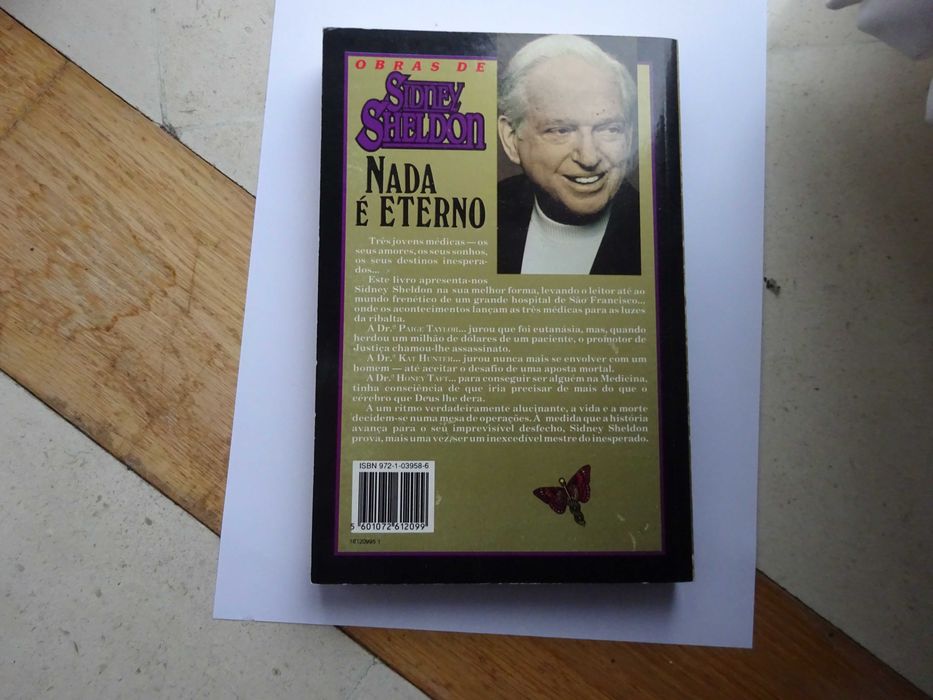 OBRAS DE
SIDNEY
SHELDON
NADA
É ETERNO
Três jovens médicas — os
seus amores, os seus sonhos,
os seus destinos inespera-
dos...
Este livro apresenta-nos
Sidney Sheldon na sua melhor forma, levando o leitor até ao
mundo frenético de um grande hospital de São Francisco...
onde os acontecimentos lançam as três médicas para as luzes
da ribalta.
A Dr.ª PAIGE TAYLOR... jurou que foi eutanásia, mas, quando
herdou um milhão de dólares de um paciente, o promotor de
Justiça chamou-lhe assassinato.
A Dr.ª KAT HUNTER... jurou nunca mais se envolver com um
homem — até aceitar o desafio de uma aposta mortal.
A Dr.ª HONEY TAFT... para conseguir ser alguém na Medicina,
tinha consciência de que iria precisar de mais do que o
cérebro que Deus lhe dera.
A um ritmo verdadeiramente alucinante, a vida e a morte
decidem-se numa mesa de operações. À medida que a história
avança para o seu imprevisível desfecho, Sidney Sheldon
prova, mais uma vez, ser um inexcedível mestre do inesperado.
ISBN 972-1-03958-6
5 601072 612099